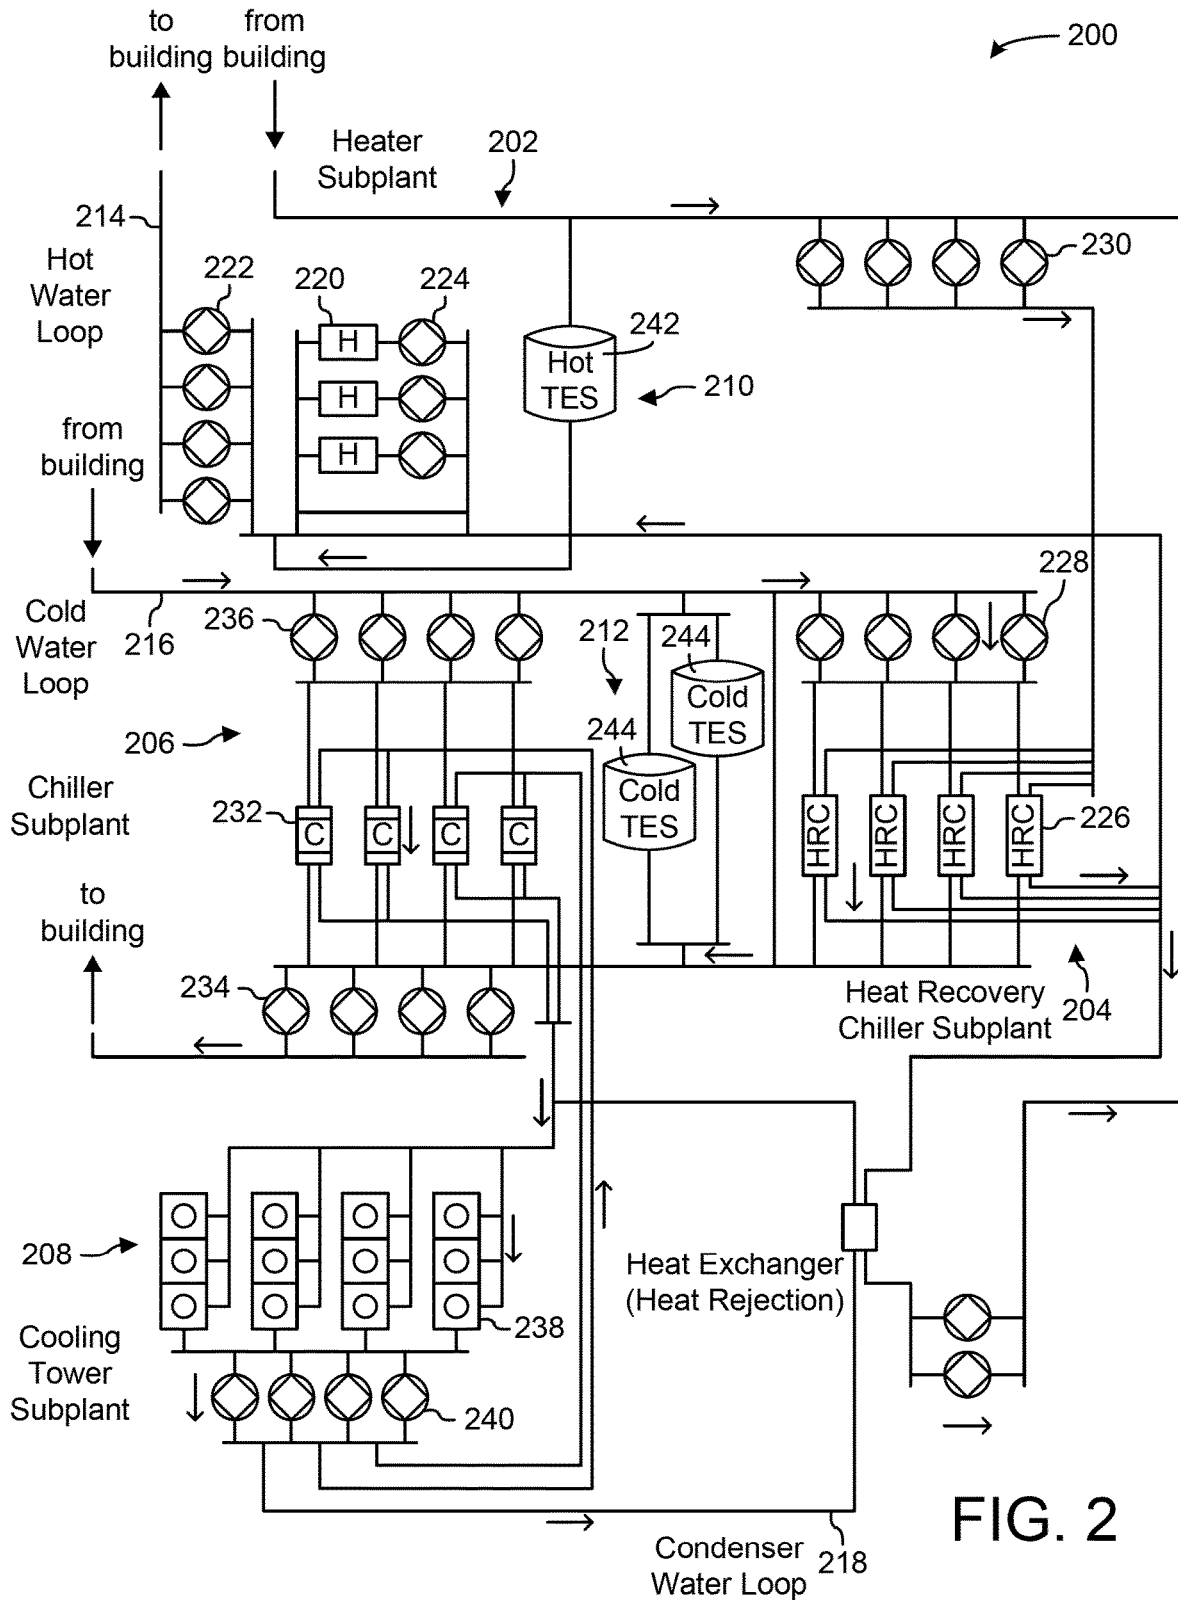 to
building
from
building
200
Heater
Subplant
202
214
Hot
Water
Loop
222
220
224
230
H
H
H
Hot
TES
242
210
from
building
228
Cold
Water
Loop
216
236
212
244
Cold
TES
244
Cold
TES
206
Chiller
Subplant
232
C
C
C
C
HRC
HRC
HRC
HRC
226
to
building
234
Heat Recovery
Chiller Subplant
204
208
Heat Exchanger
(Heat Rejection)
238
Cooling
Tower
Subplant
240
FIG. 2
Condenser
Water Loop
218